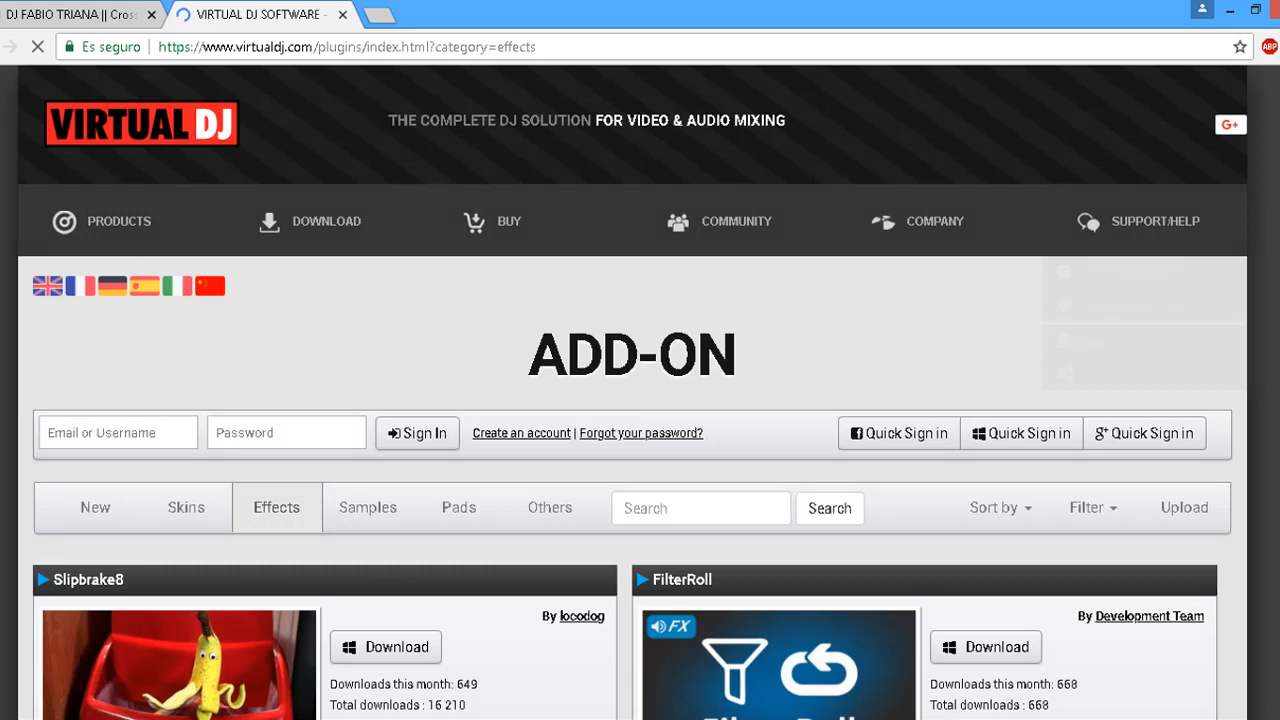 DJ FABIO TRIANA || Cross
VIRTUAL DJ SOFTWARE -
Es seguro
https://www.virtualdj.com/plugins/index.html?category=effects
ABP
VIRTUAL DJ
THE COMPLETE DJ SOLUTION FOR VIDEO & AUDIO MIXING
G+
PRODUCTS
DOWNLOAD
BUY
COMMUNITY
COMPANY
SUPPORT/HELP
ADD-ON
Email or Username
Password
Sign In
Create an account | Forgot your password?
Quick Sign in
Quick Sign in
g+ Quick Sign in
New
Skins
Effects
Samples
Pads
Others
Search
Search
Sort by
Filter
Upload
Slipbrake8
By locodog
Download
Downloads this month: 649
Total downloads : 16 210
FilterRoll
FX
By Development Team
Download
Downloads this month: 668
Total downloads : 668